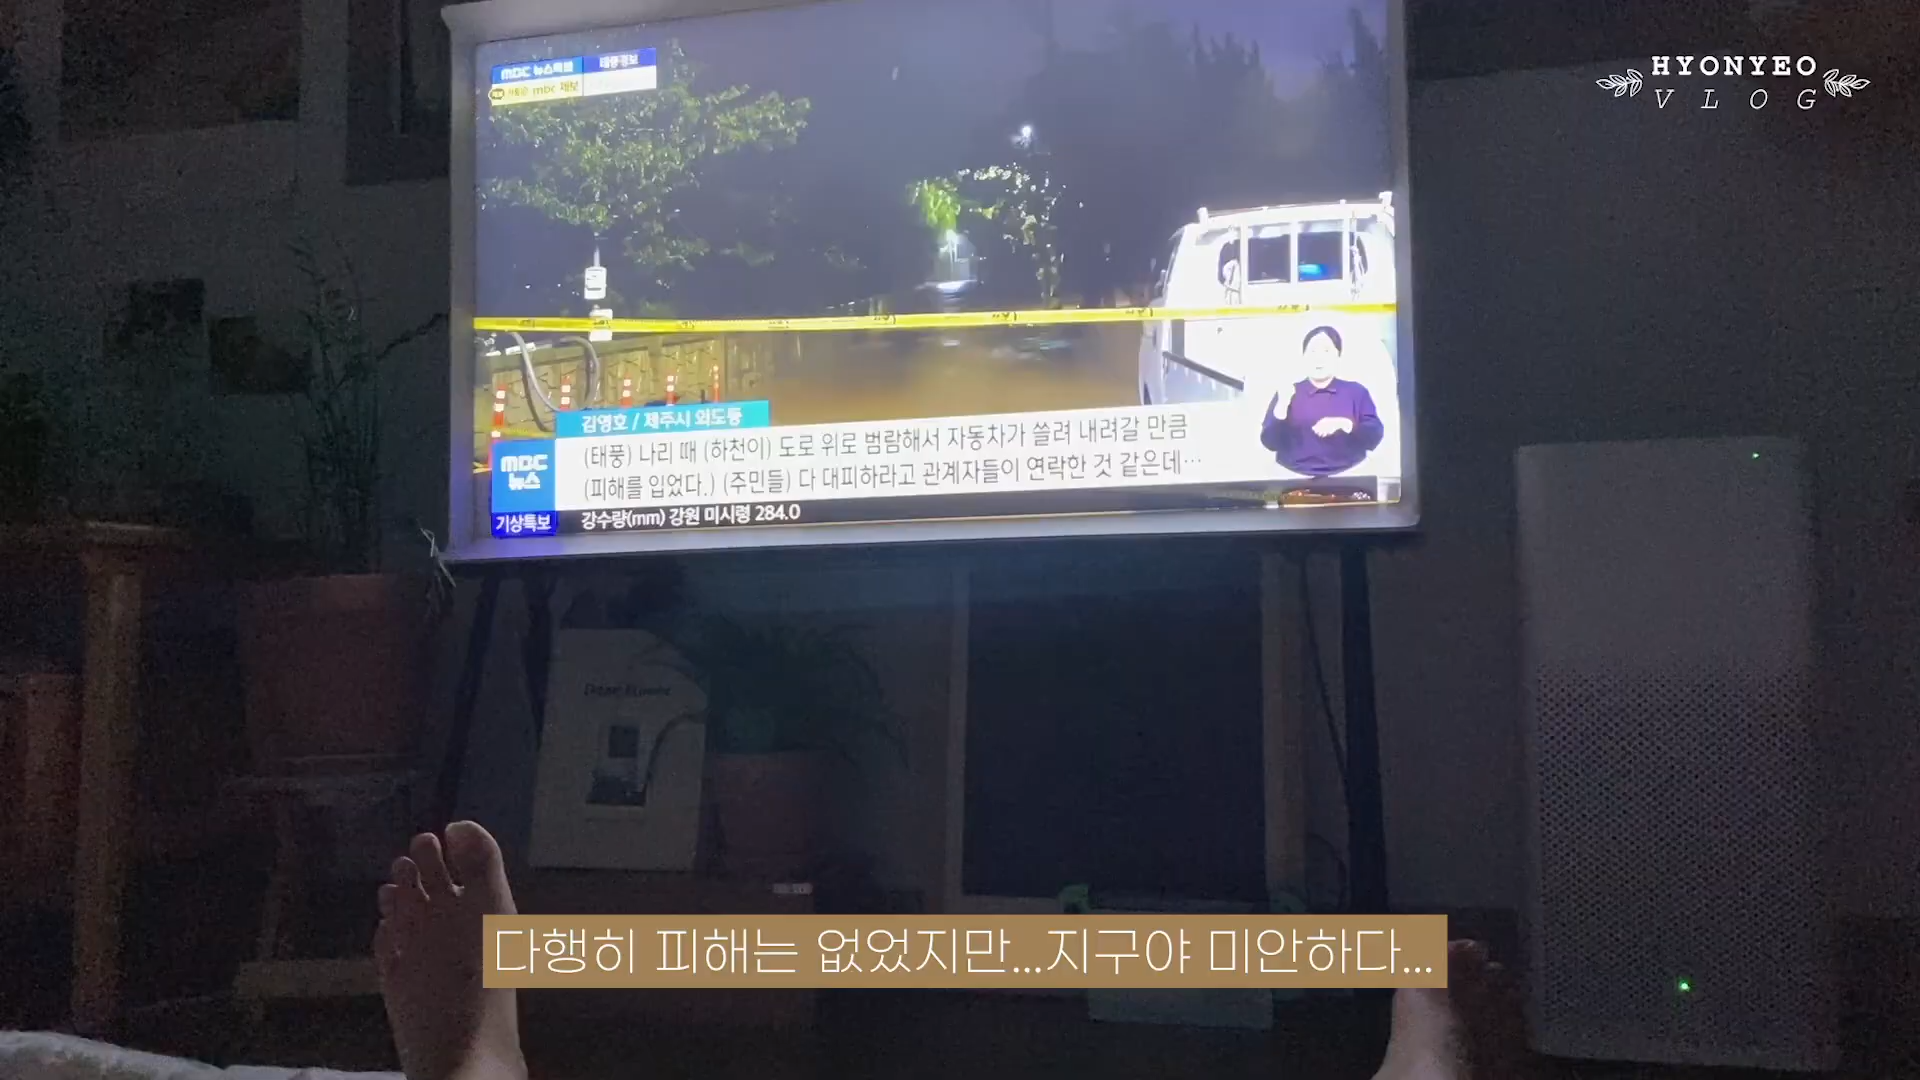 HYONYEO
VLOG
MBC 뉴스특보
태풍경보
mbc 제보
김영호 / 제주시 외도동
(태풍) 나리 때 (하천이) 도로 위로 범람해서 자동차가 쓸려 내려갈 만큼
(피해를 입었다.) (주민들) 다 대피하라고 관계자들이 연락한 것 같은데…
MBC
뉴스
기상특보
강수량(mm) 강원 미시령 284.0
다행히 피해는 없었지만...지구야 미안하다...